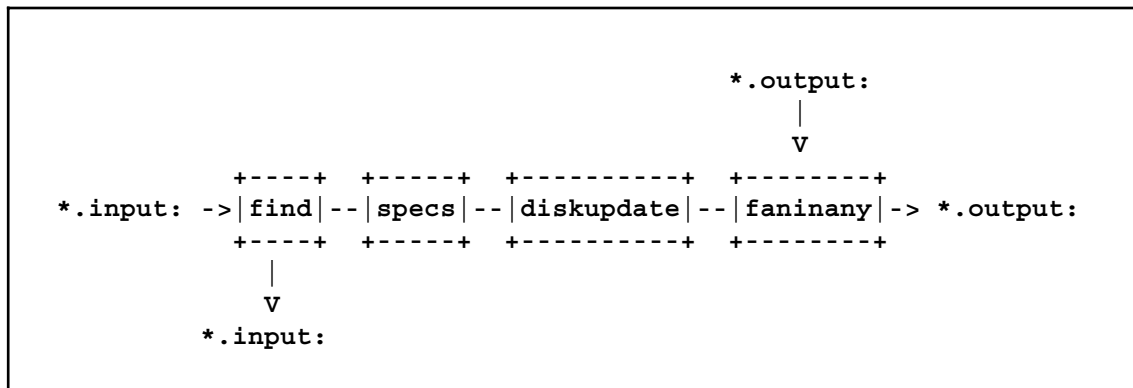 *.output:
|
V
+----+ +-----+ +----------+ +--------+
*.input: ->|find|--|specs|--|diskupdate|--|faninany|-> *.output:
+----+ +-----+ +----------+ +--------+
|
V
*.input: